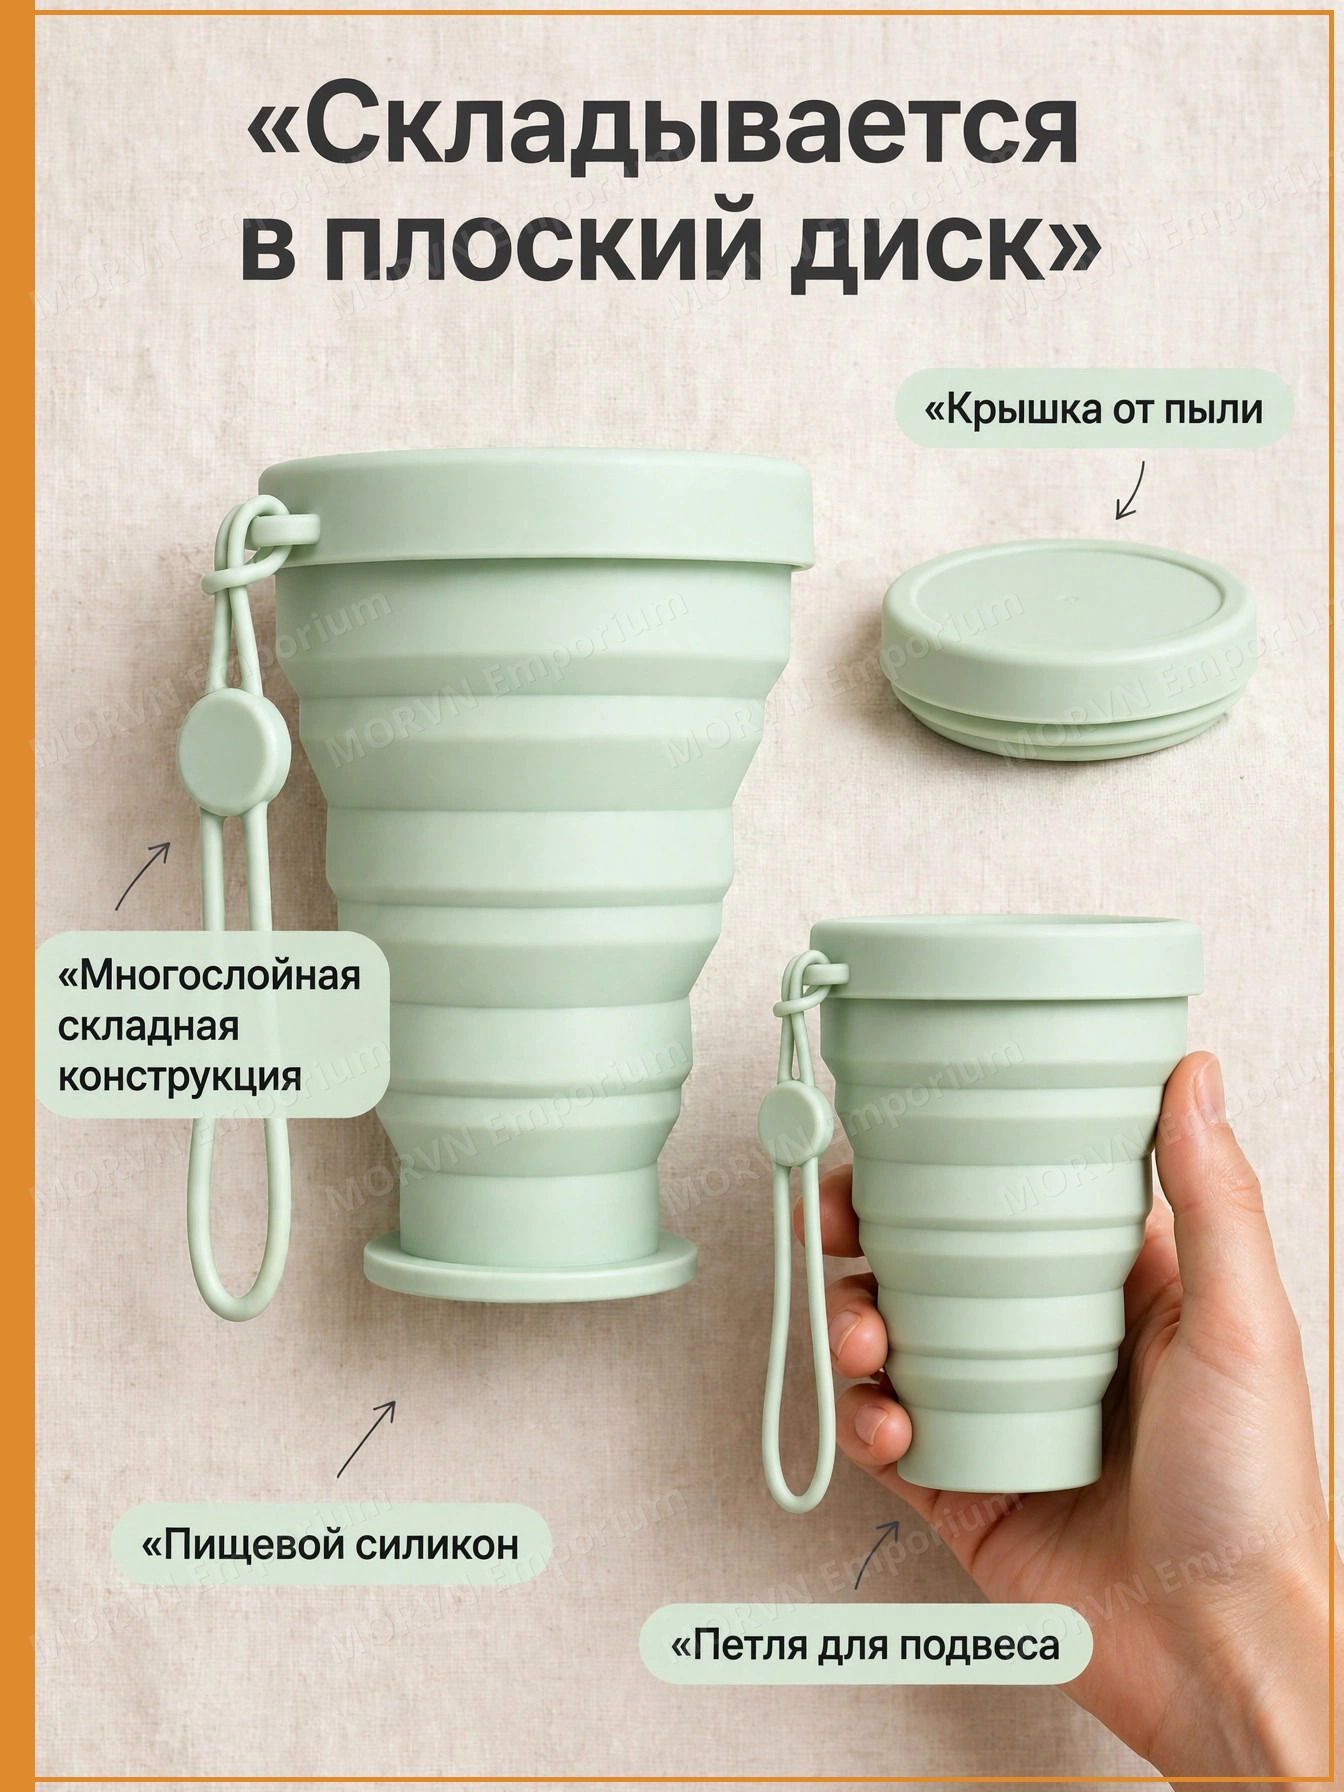 «Складывается
в плоский диск»
«Крышка от пыли
«Многослойная
складная
конструкция
«Пищевой силикон
«Петля для подвеса
MORVN Emporium